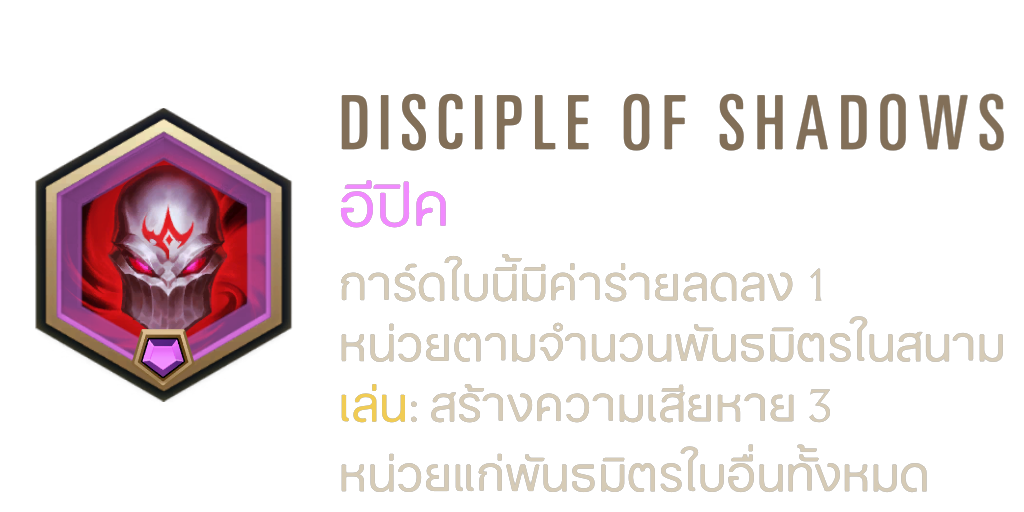 DISCIPLE OF SHADOWS
อีปิค
การ์ดใบนี้มีค่าร่ายลดลง 1
หน่วยตามจำนวนพันธมิตรในสนาม
เล่น: สร้างความเสียหาย 3
หน่วยแก่พันธมิตรใบอื่นทั้งหมด